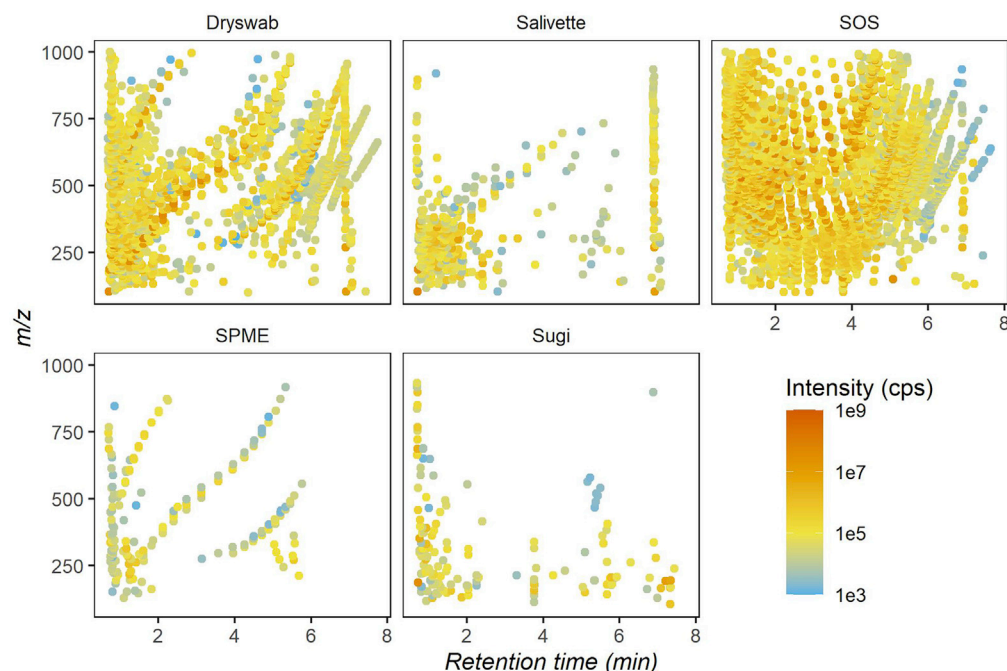 Dryswab
Salivette
SOS
1000
750
500
250
2
4
6
8
SPME
Sugi
1000
750
500
250
m/z
2
4
6
8
2
4
6
8
Retention time (min)
Intensity (cps)
1e9
1e7
1e5
1e3